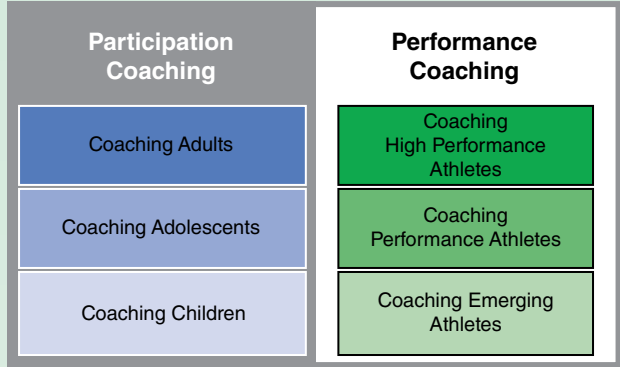 Participation
Coaching
Coaching Adults
Coaching Adolescents
Coaching Children
Performance
Coaching
Coaching
High Performance
Athletes
Coaching
Performance Athletes
Coaching Emerging
Athletes